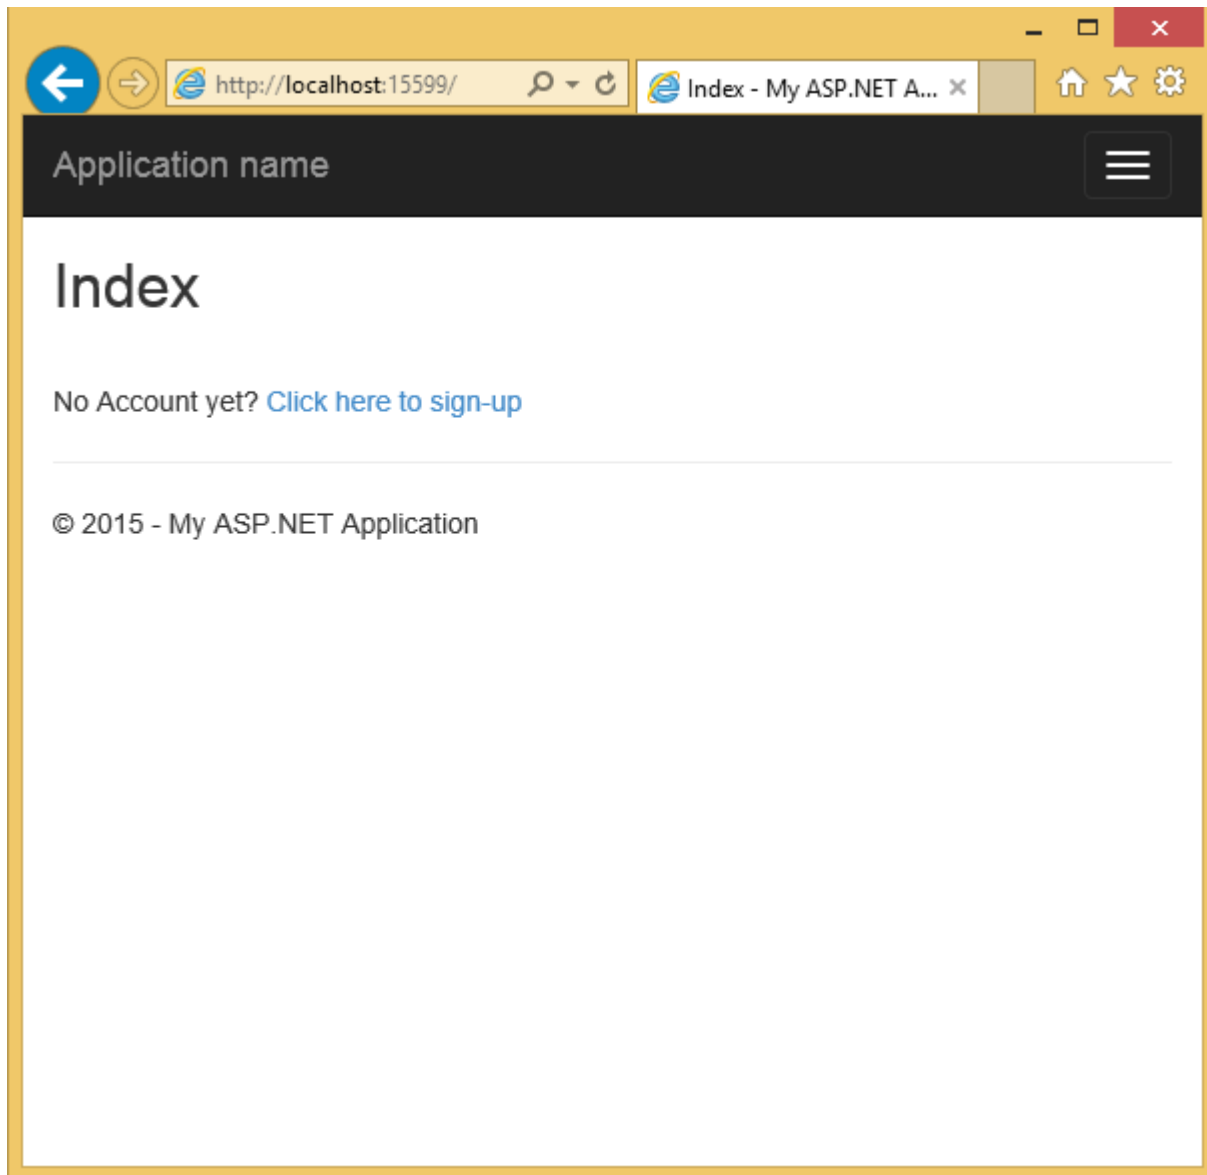 http://localhost:15599/
Index - My ASP.NET A...
Application name
Index
No Account yet? Click here to sign-up
© 2015 - My ASP.NET Application